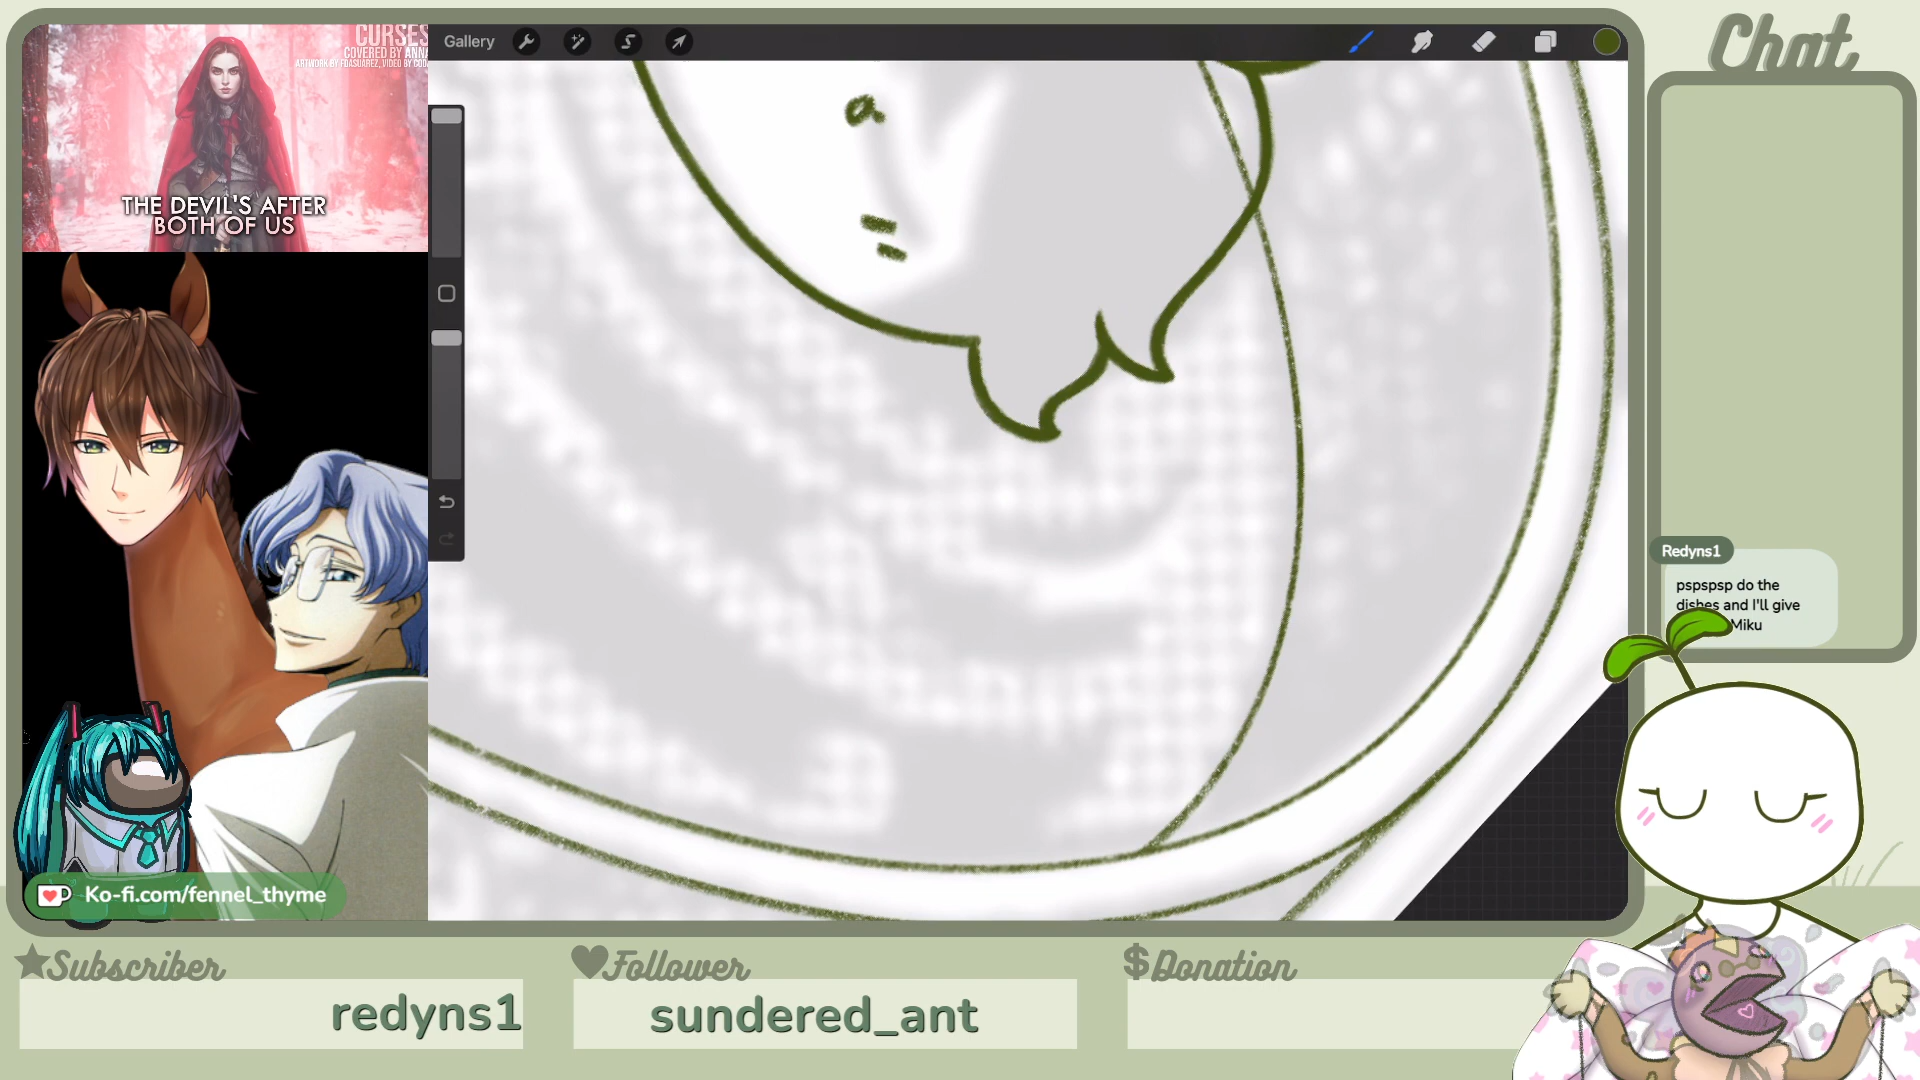 CURSES
COVERED BY ANNA
THE DEVIL'S AFTER
BOTH OF US
Gallery
Chat
Redyns1
pspspsp do the
dishes and I'll give
Miku
Ko-fi.com/fennel_thyme
Subscriber
redyns1
Follower
sundered_ant
$Donation